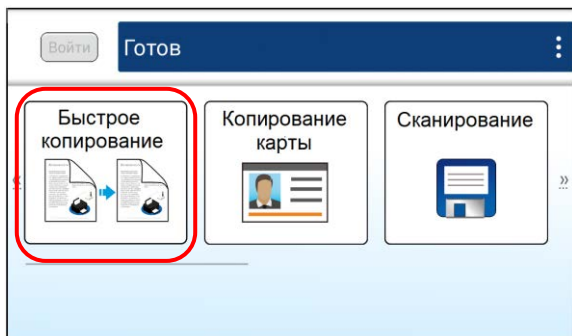 Войти
Готов
Быстрое
копирование
Копирование
карты
Сканирование
«
»